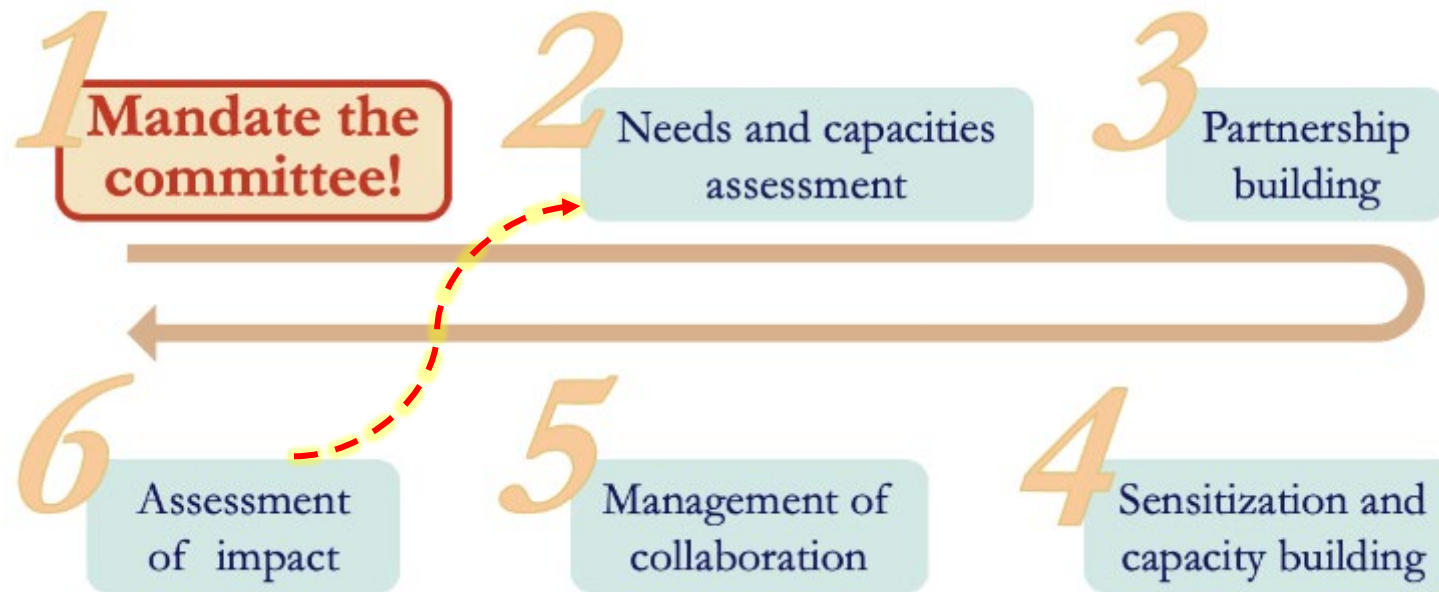 1
Mandate the
committee!
2
Needs and capacities
assessment
3
Partnership
building
4
Sensitization and
capacity building
5
Management of
collaboration
6
Assessment
of impact